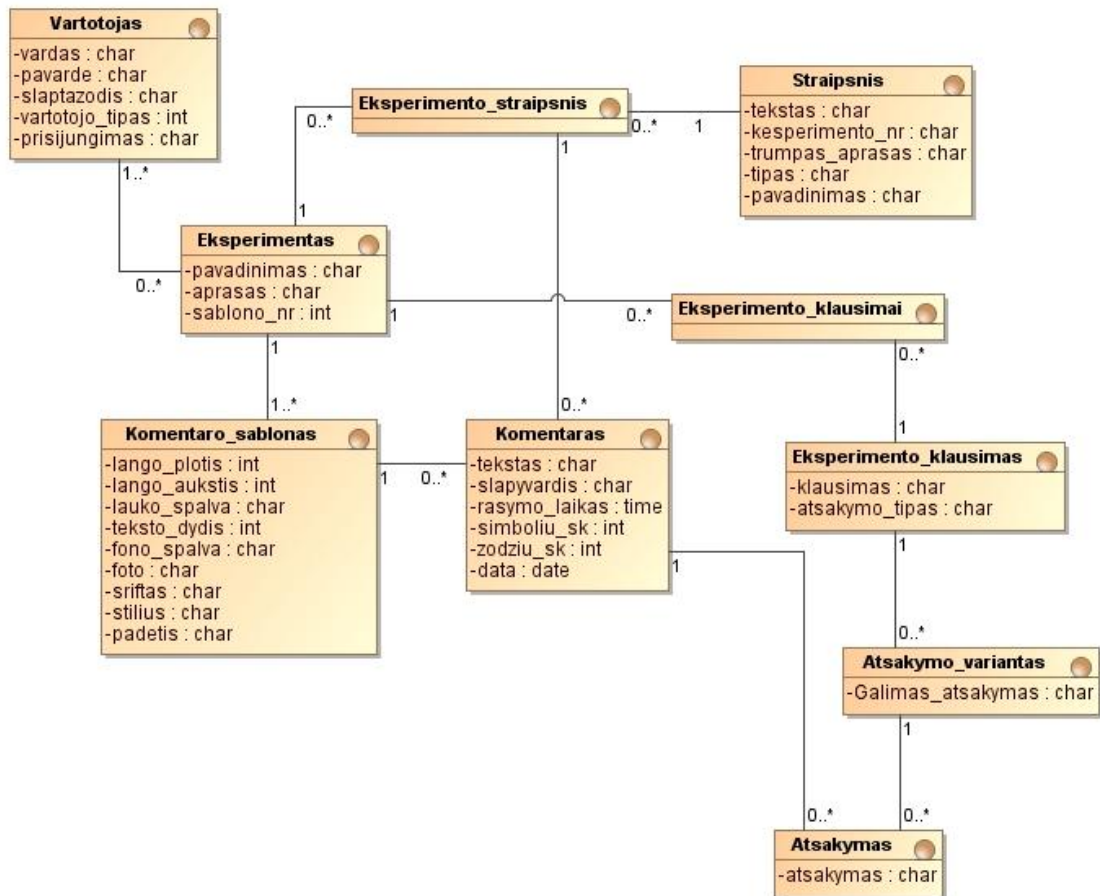 Vartotojas
-vardas : char
-pavarde : char
-slaptazodis : char
-vartotojo_tipas : int
-prisijungimas : char
1..*
0..*
Eksperimento_straipsnis
0..*
1
0..*
1
1
Straipsnis
-tekstas : char
-kesperimento_nr : char
-trumpas_aprasas : char
-tipas : char
-pavadinimas : char
Eksperimentas
-pavadinimas : char
-aprasas : char
-sablono_nr : int
1
0..*
1
1..*
Eksperimento_klausimai
0..*
1
Komentaro_sablonas
-lango_plotis : int
-lango_aukstis : int
-lauko_spalva : char
-teksto_dydis : int
-fono_spalva : char
-foto : char
-sriftas : char
-stilius : char
-padetis : char
1
0..*
0..*
Komentaras
-tekstas : char
-slapyvardis : char
-rasymo_laikas : time
-simboliu_sk : int
-zodziu_sk : int
-data : date
1
Eksperimento_klausimas
-klausimas : char
-atsakymo_tipas : char
1
0..*
Atsakymo_variantas
-Galimas_atsakymas : char
1
0..*
0..*
Atsakymas
-atsakymas : char